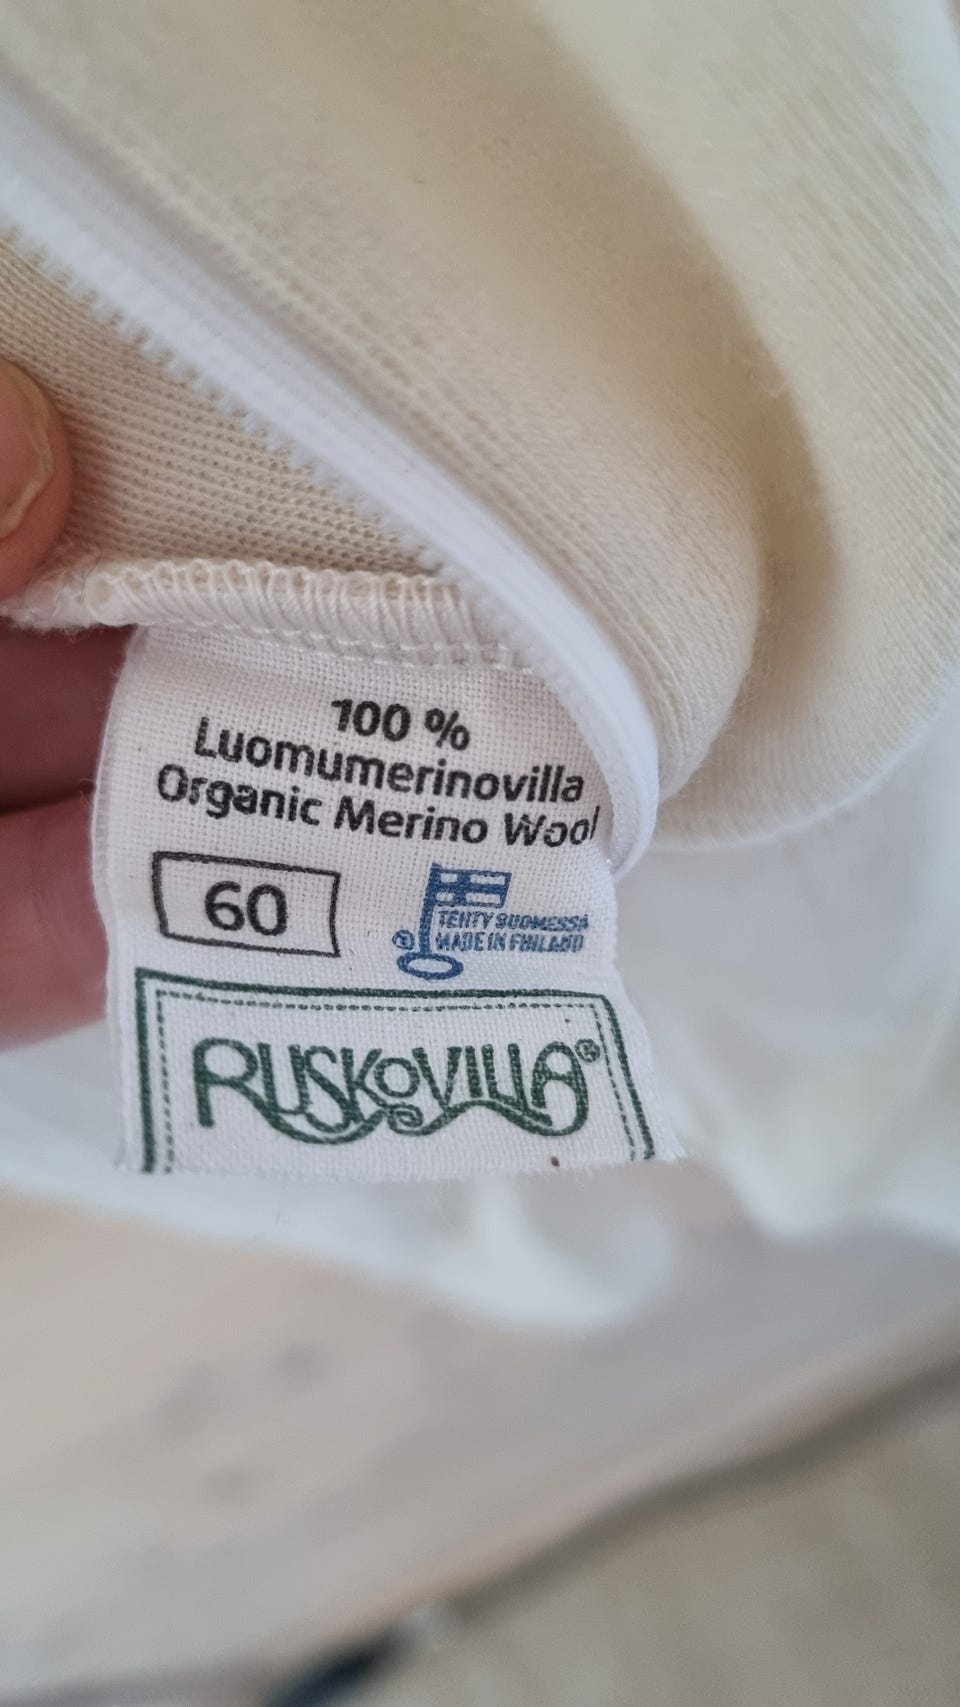 100 %
Luomumerinovilla
Organic Merino Wool
60
TEHTY SUOMESSA
MADE IN FINLAND
RUSKOVILLA®